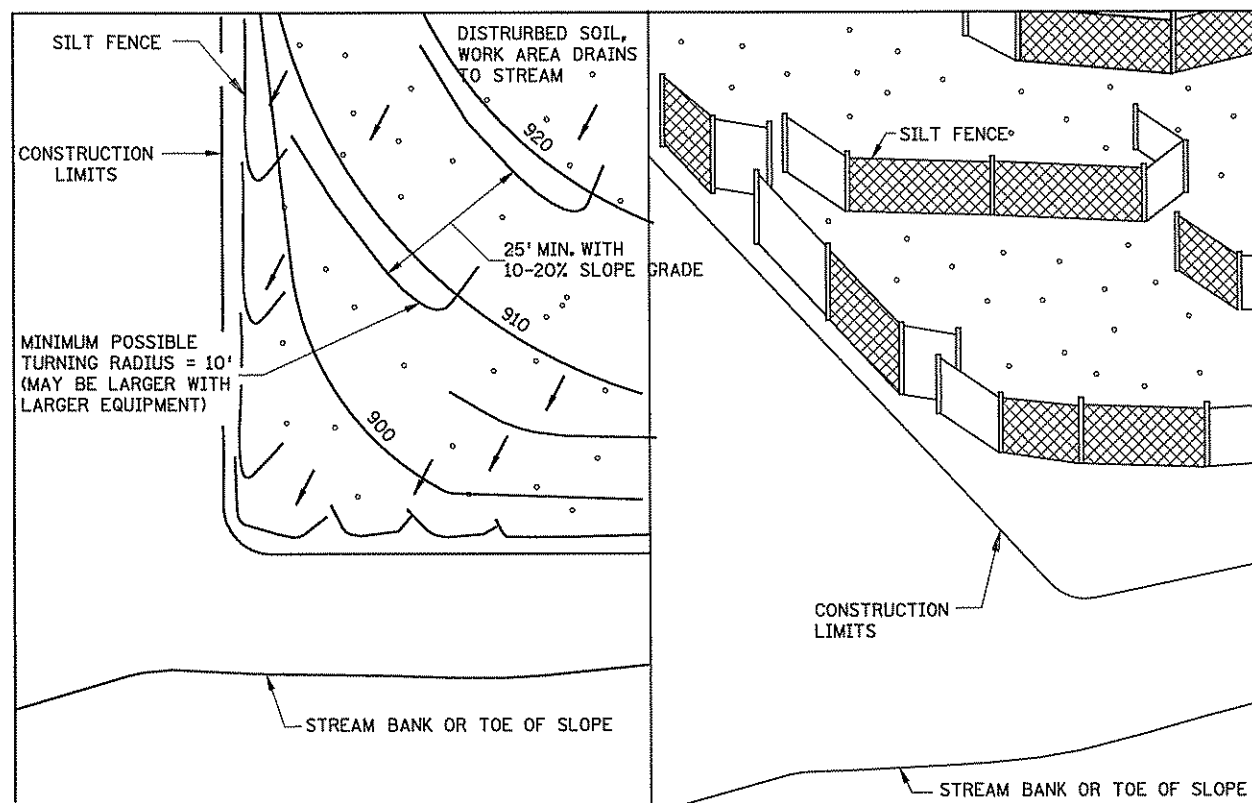 SILT FENCE
DISTRURBED SOIL,
WORK AREA DRAINS
TO STREAM
920
CONSTRUCTION
LIMITS
25' MIN. WITH
10-20% SLOPE GRADE
910
MINIMUM POSSIBLE
TURNING RADIUS = 10'
(MAY BE LARGER WITH
LARGER EQUIPMENT)
900
STREAM BANK OR TOE OF SLOPE
SILT FENCE
CONSTRUCTION
LIMITS
STREAM BANK OR TOE OF SLOPE